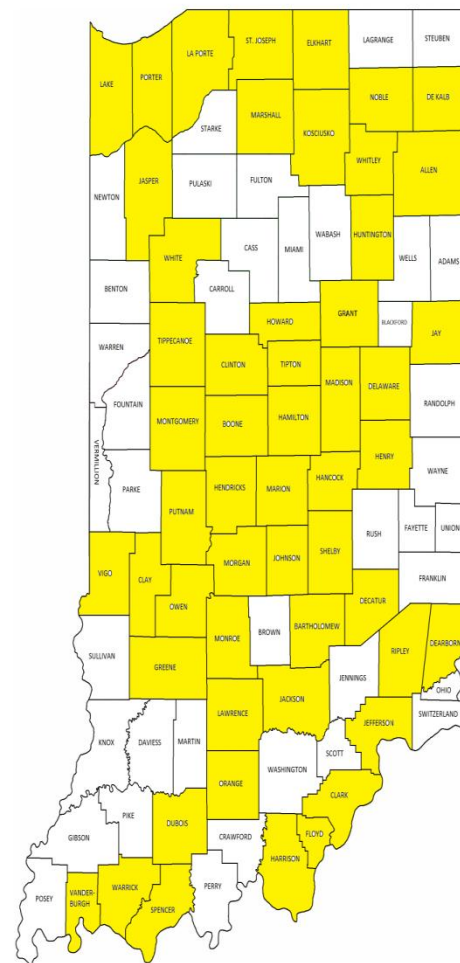 LAGRANGE
STEUBEN
ST. JOSEPH
ELKHART
LA PORTE
LAKE
PORTER
NOBLE
DE KALB
MARSHALL
KOSCIUSKO
STARKE
WHITLEY
ALLEN
JASPER
PULASKI
FULTON
NEWTON
WABASH
HUNTINGTON
CASS
MIAMI
WELLS
ADAMS
WHITE
BENTON
CARROLL
HOWARD
GRANT
BLACKFORD
JAY
WARREN
TIPPECANOE
CLINTON
TIPTON
MADISON
DELAWARE
FOUNTAIN
RANDOLPH
MONTGOMERY
BOONE
HAMILTON
VERMILLION
HENRY
WAYNE
PARKE
HENDRICKS
MARION
HANCOCK
PUTNAM
RUSH
FAYETTE
UNION
MORGAN
JOHNSON
SHELBY
VIGO
CLAY
FRANKLIN
OWEN
DECATUR
MONROE
BROWN
BARTHOLOMEW
SULLIVAN
GREENE
RIPLEY
DEARBORN
JENNINGS
OHIO
JACKSON
LAWRENCE
SWITZERLAND
JEFFERSON
KNOX
DAVIESS
MARTIN
SCOTT
WASHINGTON
ORANGE
CLARK
PIKE
DUBOIS
GIBSON
CRAWFORD
FLOYD
HARRISON
POSEY
VANDER-
BURGH
WARRICK
SPENCER
PERRY